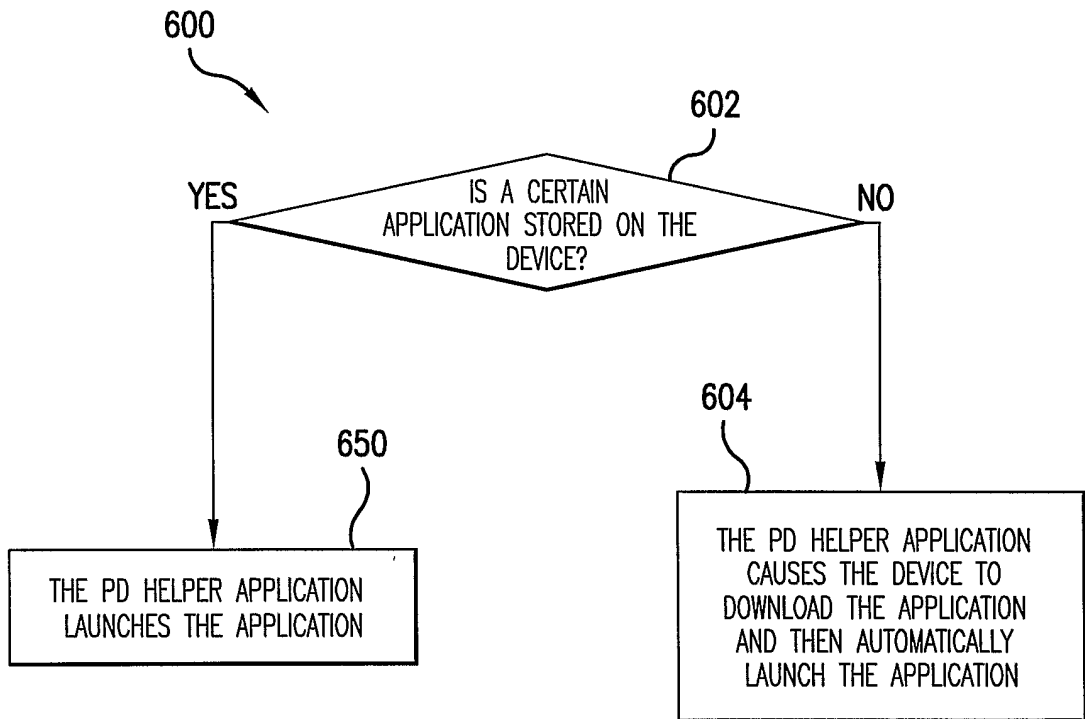 600
602
YES
IS A CERTAIN
APPLICATION STORED ON THE
DEVICE?
NO
604
650
THE PD HELPER APPLICATION
LAUNCHES THE APPLICATION
THE PD HELPER APPLICATION
CAUSES THE DEVICE TO
DOWNLOAD THE APPLICATION
AND THEN AUTOMATICALLY
LAUNCH THE APPLICATION